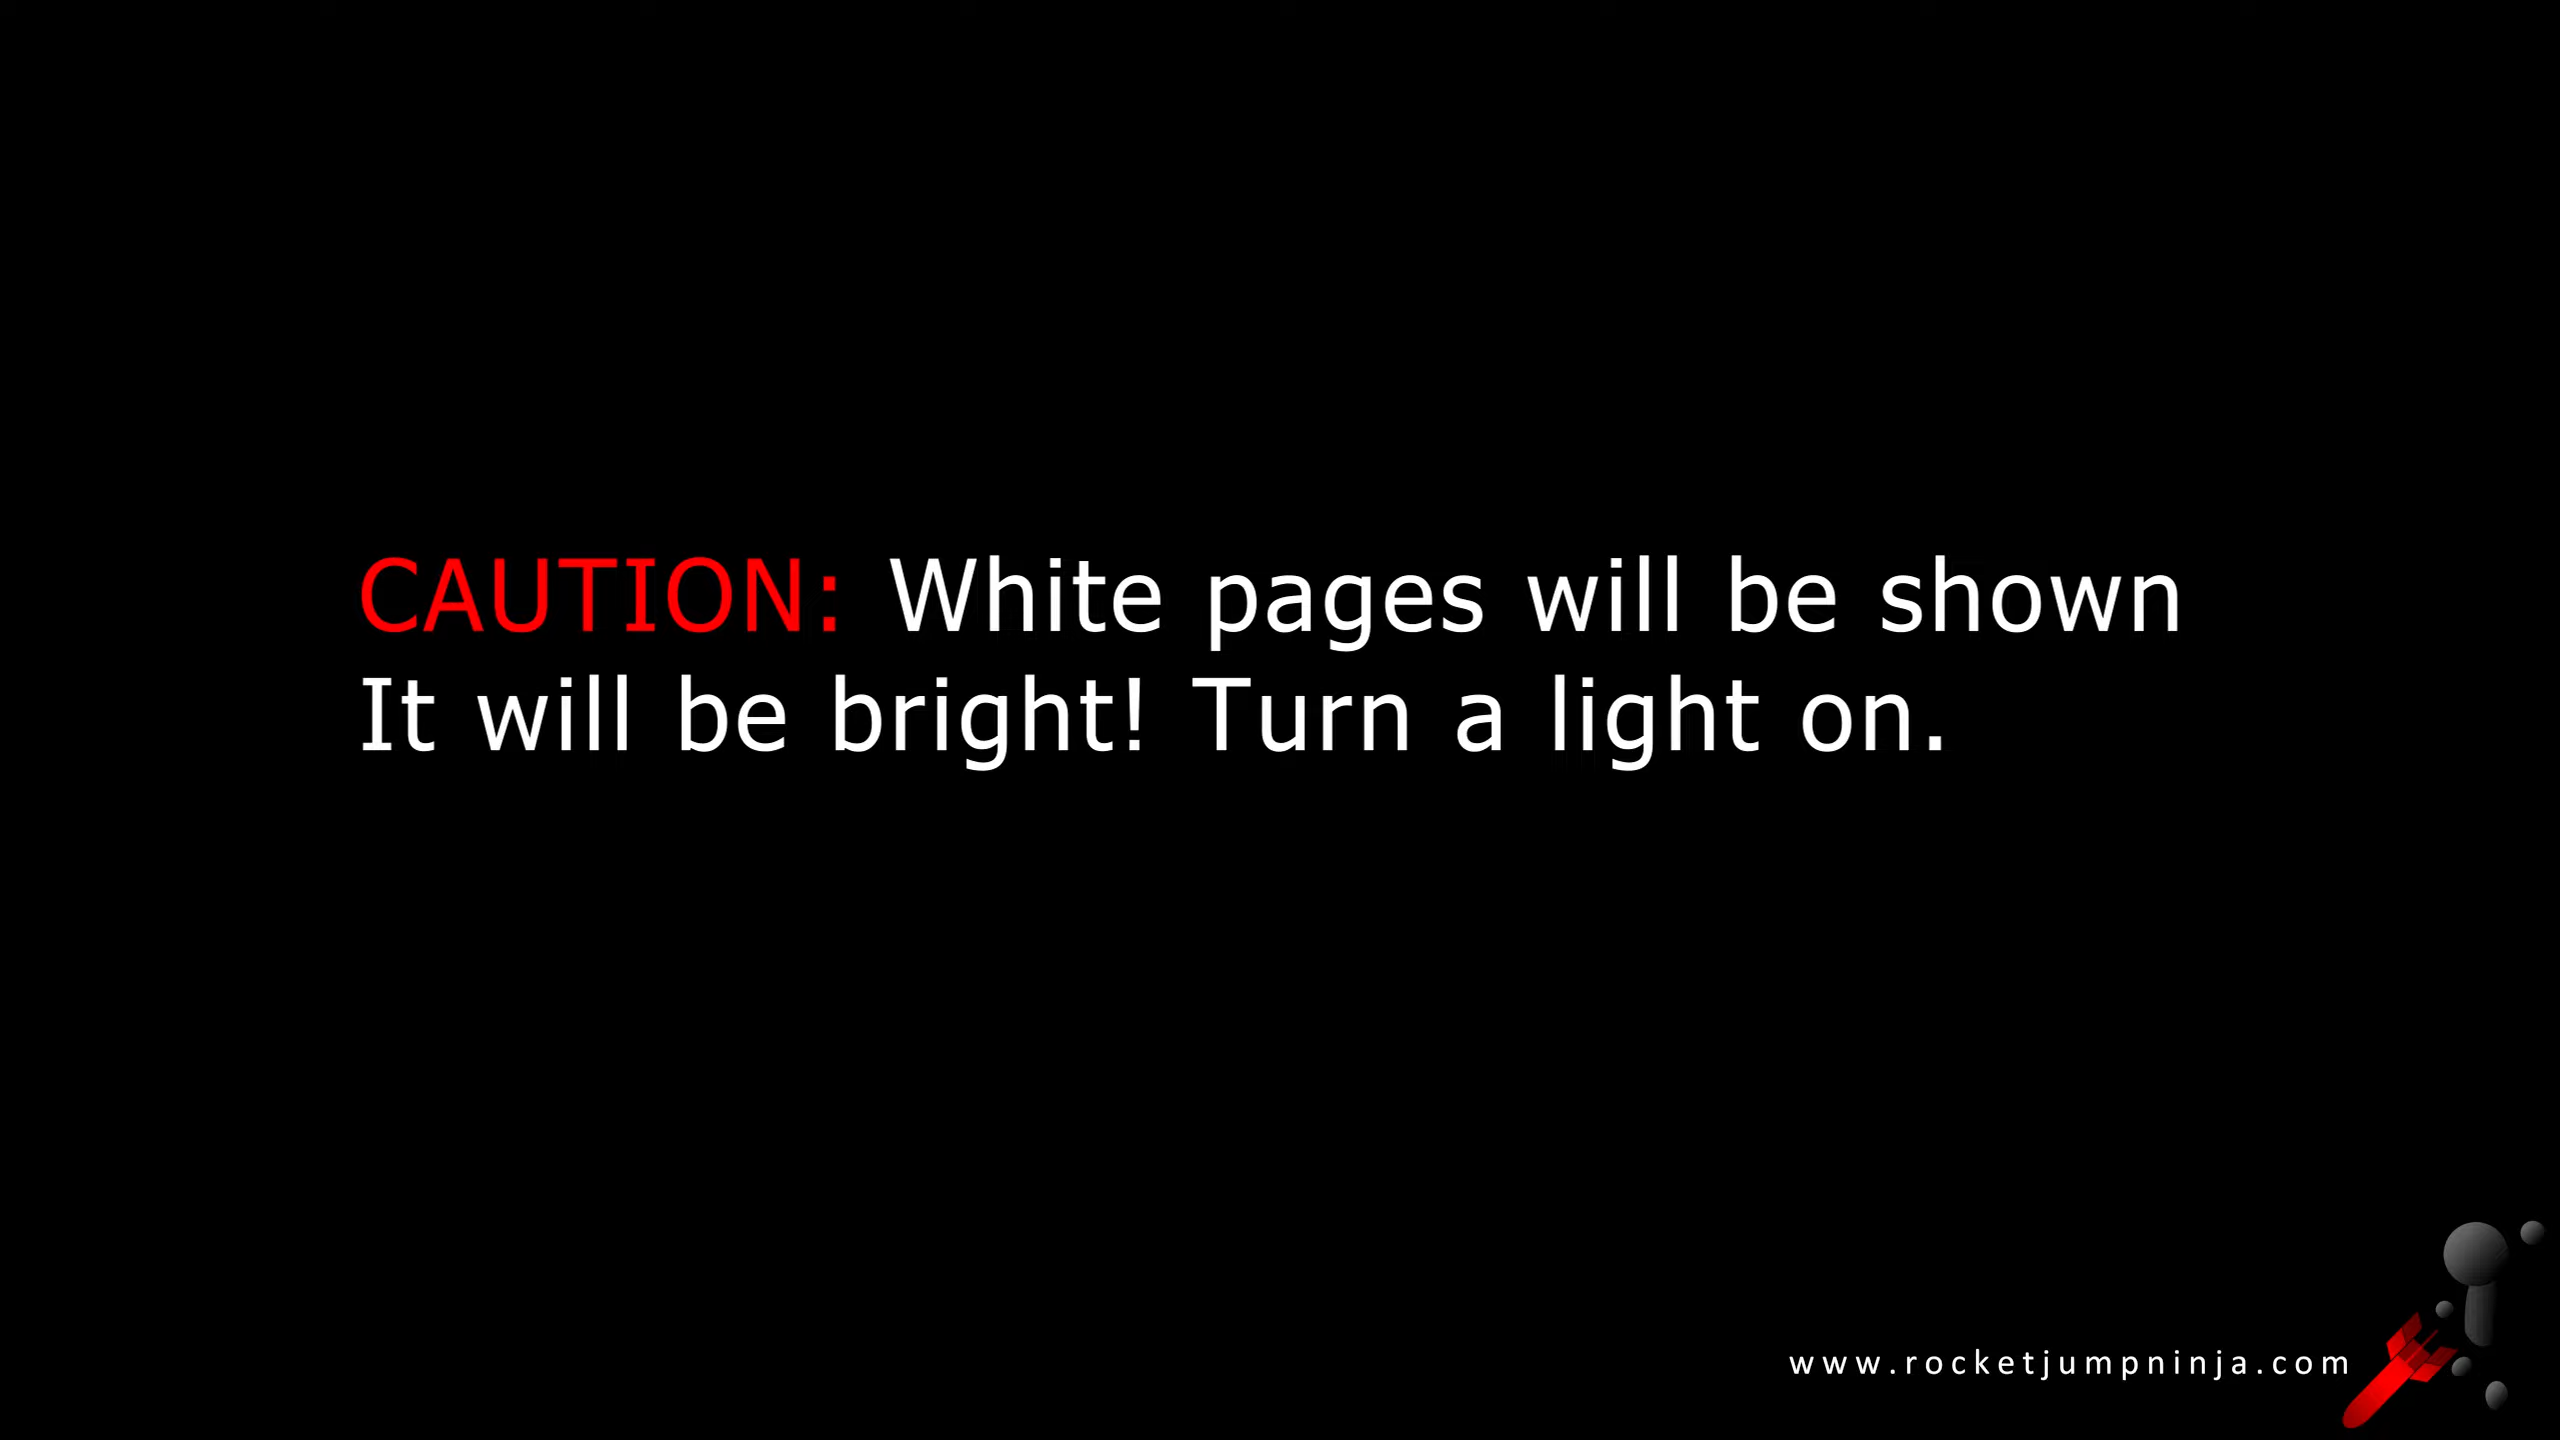 CAUTION: White pages will be shown
It will be bright! Turn a light on.
www.rocketjumpninja.com